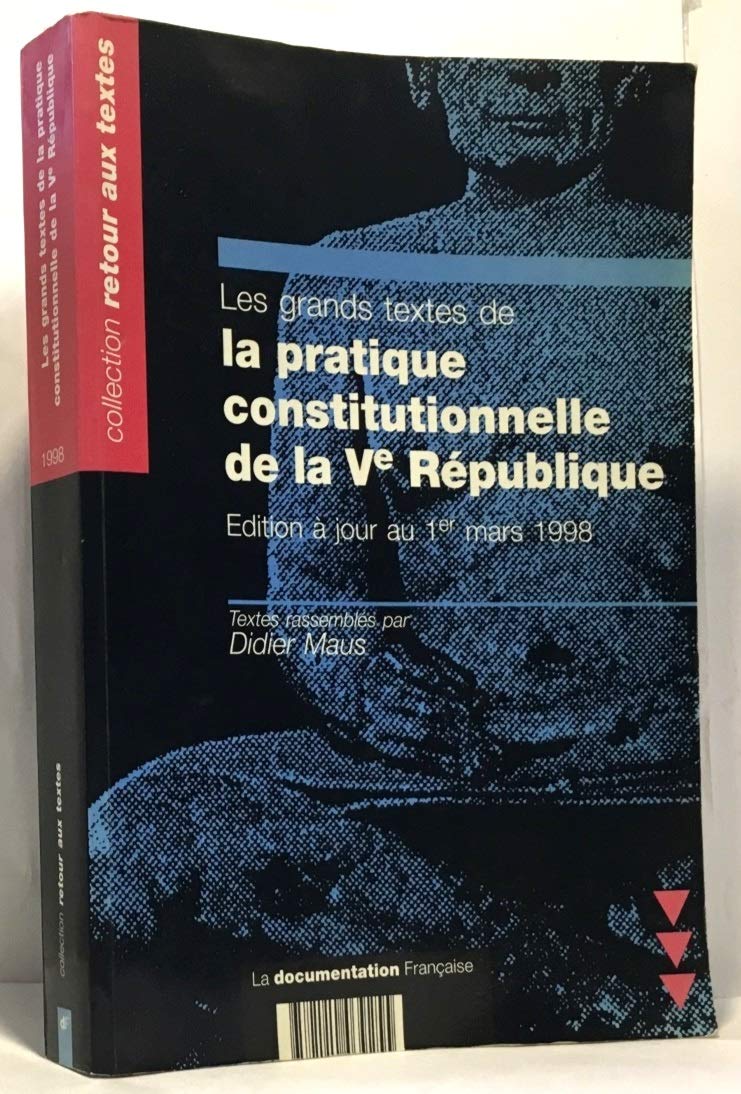 Les grands textes de la pratique
constitutionnelle de la Ve République
1998
collection retour aux textes
collection retour aux textes
Les grands textes de
la pratique
constitutionnelle
de la Ve République
Edition à jour au 1er mars 1998
Textes rassemblés par
Didier Maus
La documentation Française